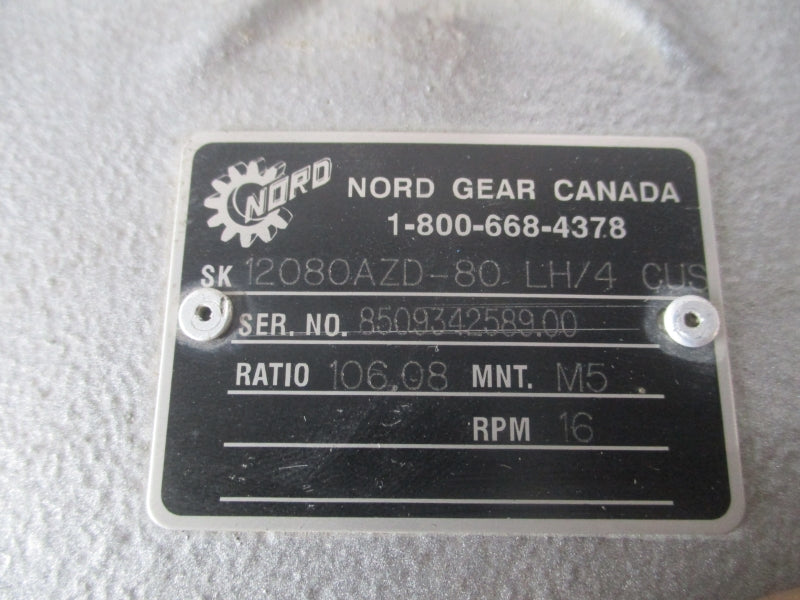 NORD
NORD GEAR CANADA
1-800-668-4378
SK 12080AZD-80 LH/4 CUS
SER. NO. 8509342589.00
RATIO 106.08 MNT. M5
RPM 16